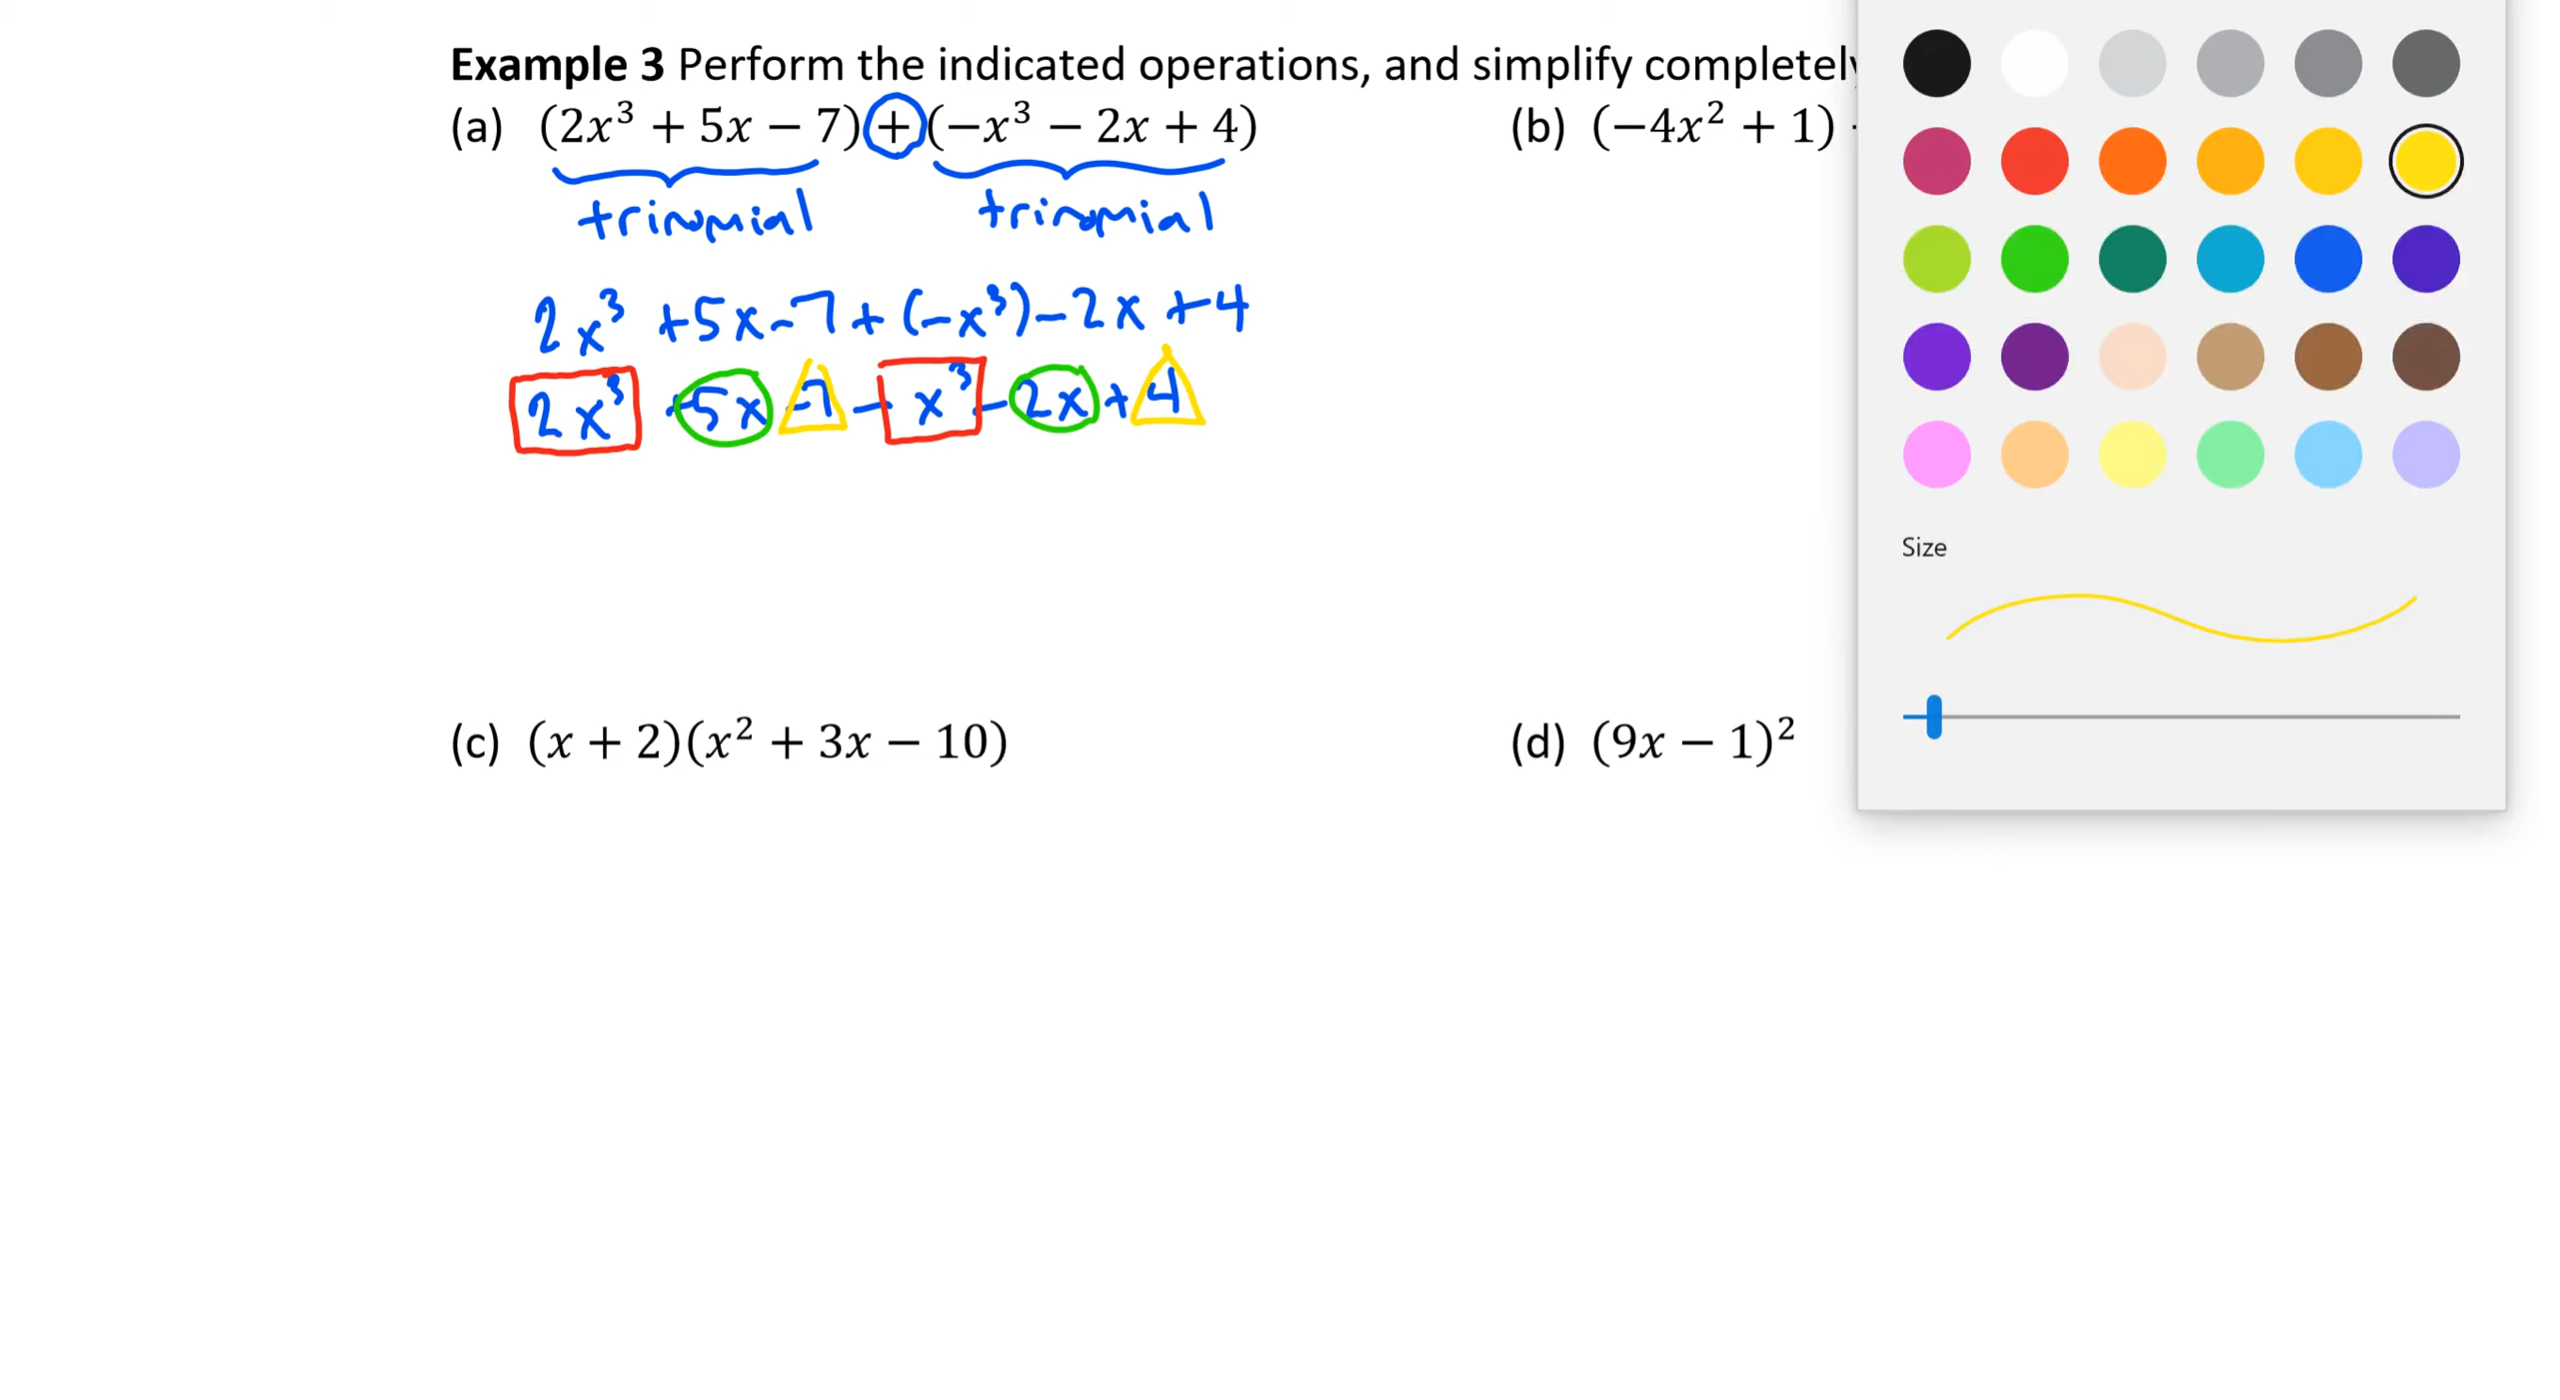 Example 3 Perform the indicated operations, and simplify completely
(a) (2x³ + 5x − 7) + (−x³ − 2x + 4)
(b) (−4x² + 1)
trinomial trinomial
2x³ +5x-7+(-x³)-2x+4
2x³ +5x-7-x³-2x+4
Size
(c) (x + 2)(x² + 3x − 10)
(d) (9x − 1)²